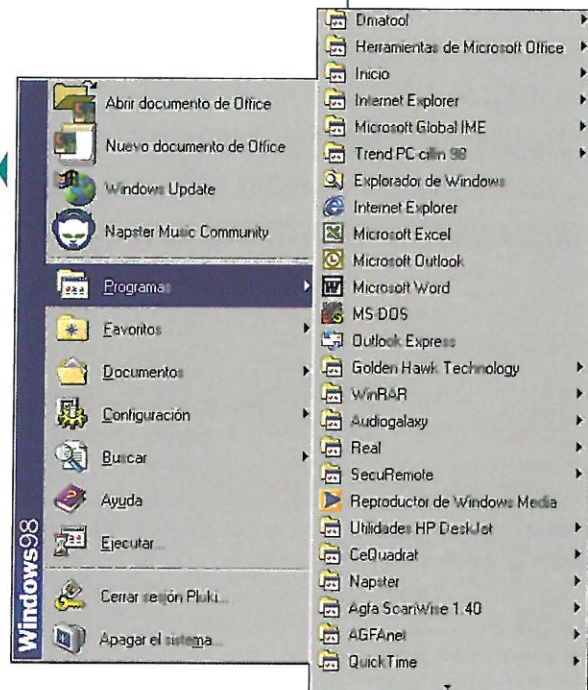 Abrir documento de Office
Nuevo documento de Office
Windows Update
Napster Music Community
Programas
Favoritos
Documentos
Configuración
Buscar
Ayuda
Ejecutar...
Cerrar sesión Pluki...
Apagar el sistema...
Windows98
Dmatool
Herramientas de Microsoft Office
Inicio
Internet Explorer
Microsoft Global IME
Trend PC-cillin 98
Explorador de Windows
Internet Explorer
Microsoft Excel
Microsoft Outlook
Microsoft Word
MS-DOS
Outlook Express
Golden Hawk Technology
WinRAR
Audiogalaxy
Real
SecuRemote
Reproductor de Windows Media
Utilidades HP DeskJet
CeQuadrat
Napster
Agfa ScanWise 1.40
AGFAnet
QuickTime